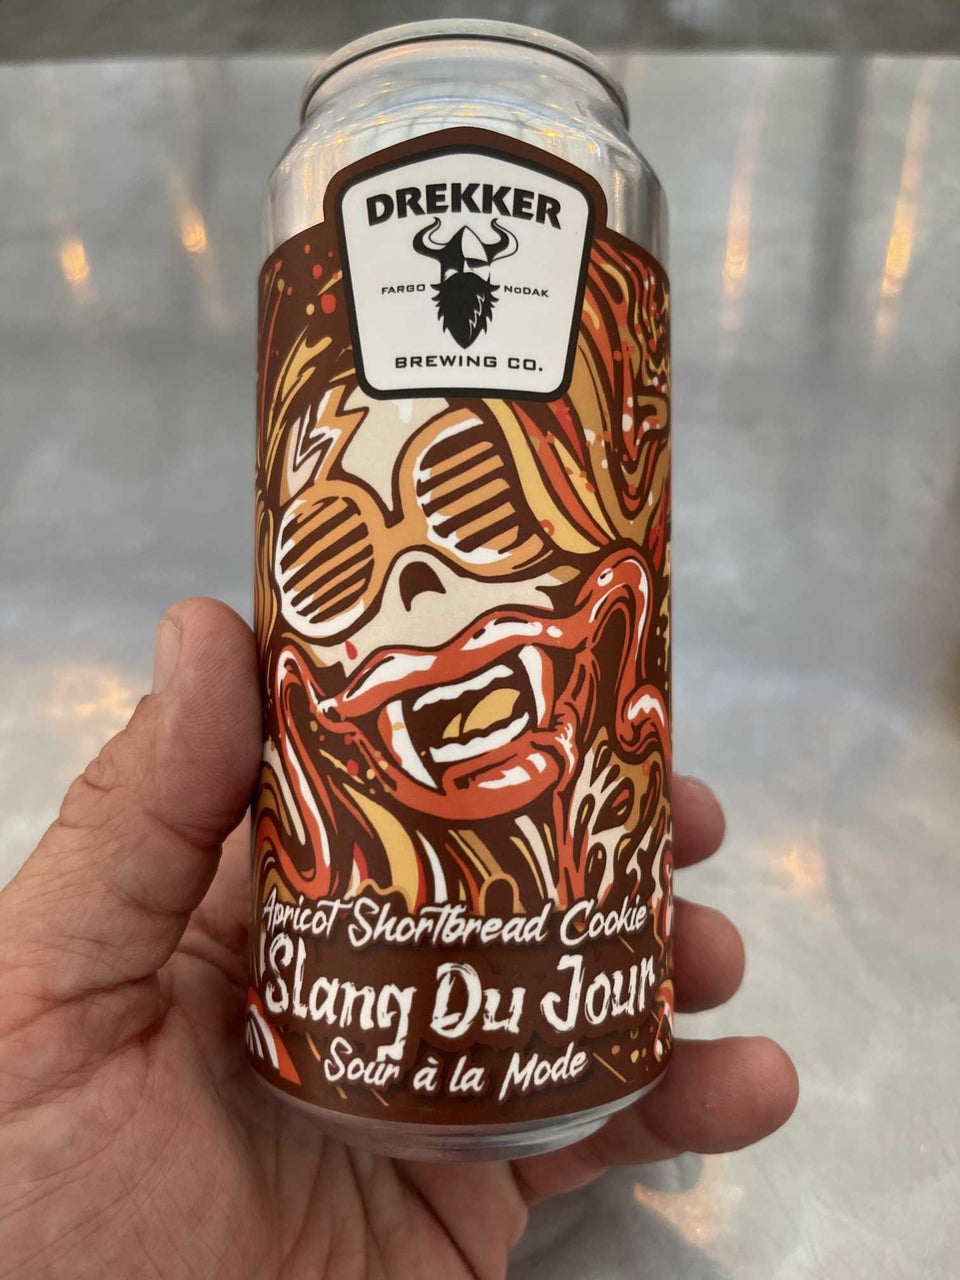 DREKKER
FARGO NoDAK
BREWING CO.
Apricot Shortbread Cookie
Slang Du Jour
Sour à la Mode